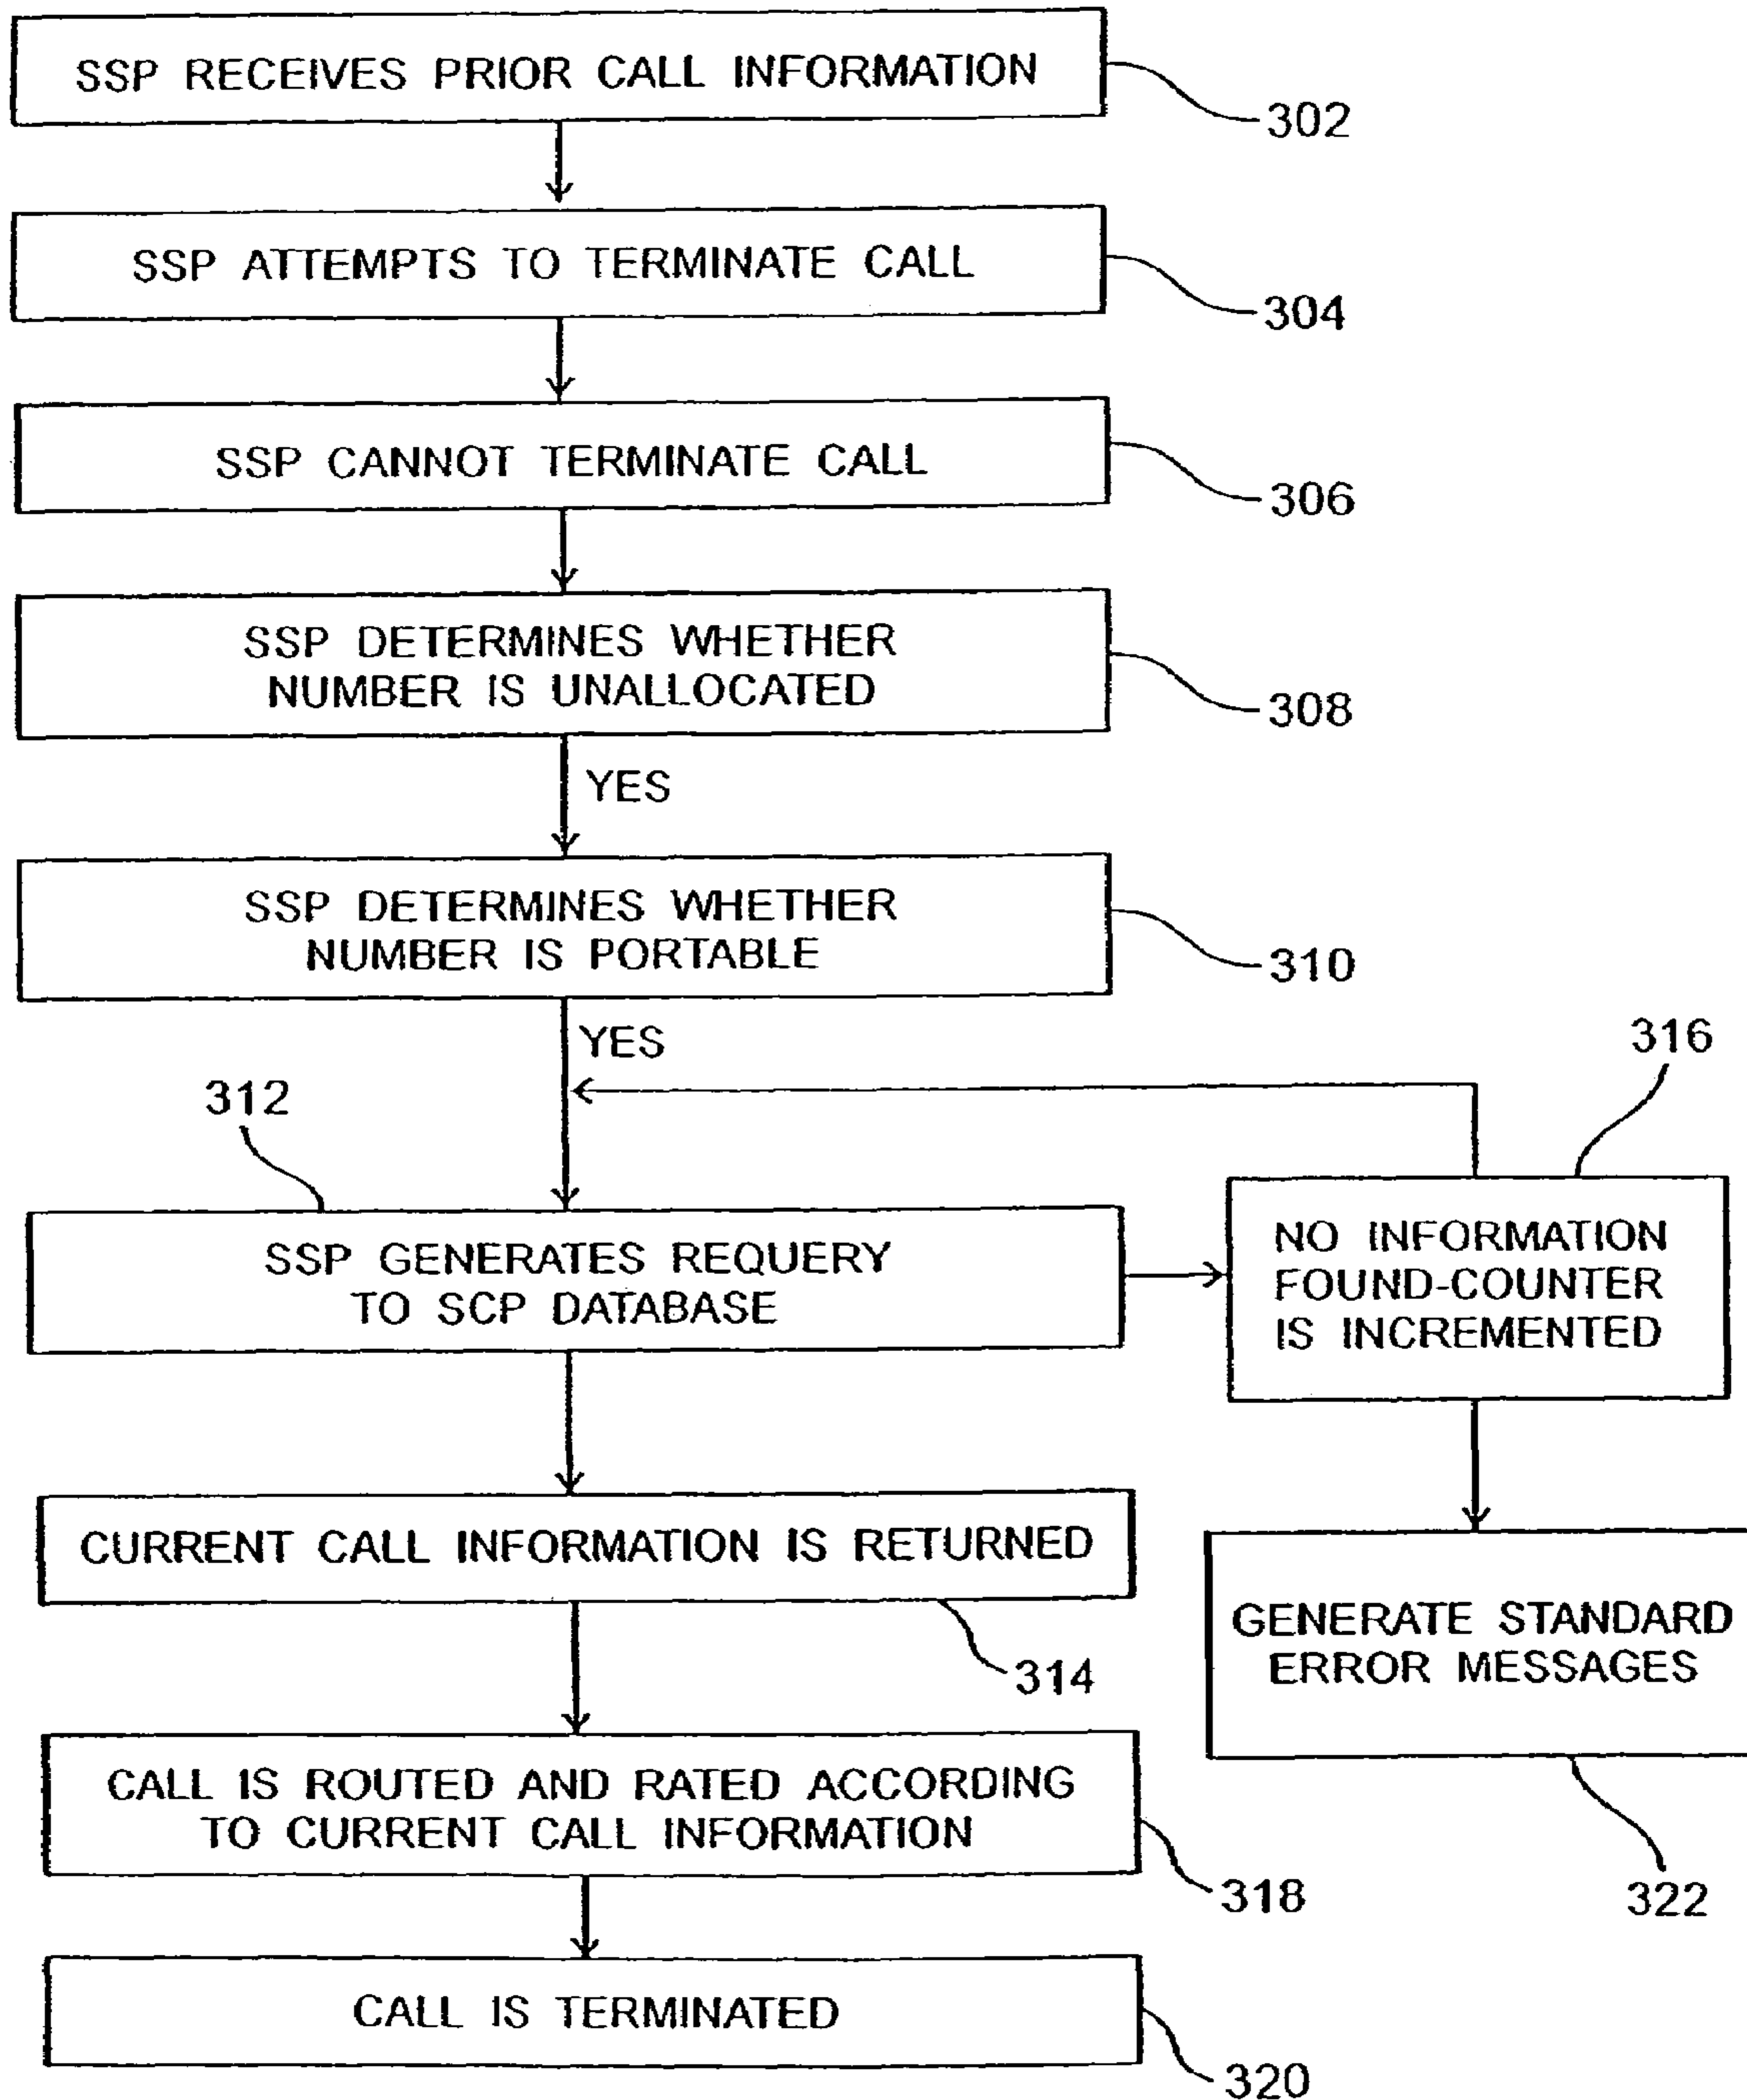 SSP RECEIVES PRIOR CALL INFORMATION
302
SSP ATTEMPTS TO TERMINATE CALL
304
SSP CANNOT TERMINATE CALL
306
SSP DETERMINES WHETHER
NUMBER IS UNALLOCATED
308
YES
SSP DETERMINES WHETHER
NUMBER IS PORTABLE
310
YES
316
312
SSP GENERATES REQUERY
TO SCP DATABASE
NO INFORMATION
FOUND-COUNTER
IS INCREMENTED
CURRENT CALL INFORMATION IS RETURNED
314
GENERATE STANDARD
ERROR MESSAGES
322
CALL IS ROUTED AND RATED ACCORDING
TO CURRENT CALL INFORMATION
318
CALL IS TERMINATED
320